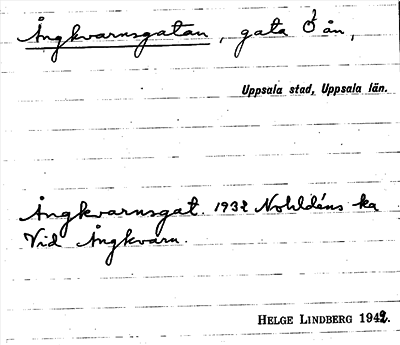 Ångkvarnsgatan, gata Ö ån,
Uppsala stad, Uppsala län.
Ångkvarnsgat. 1932 Nohldéns ka
Vid Ångkvarn.
HELGE LINDBERG 1942.